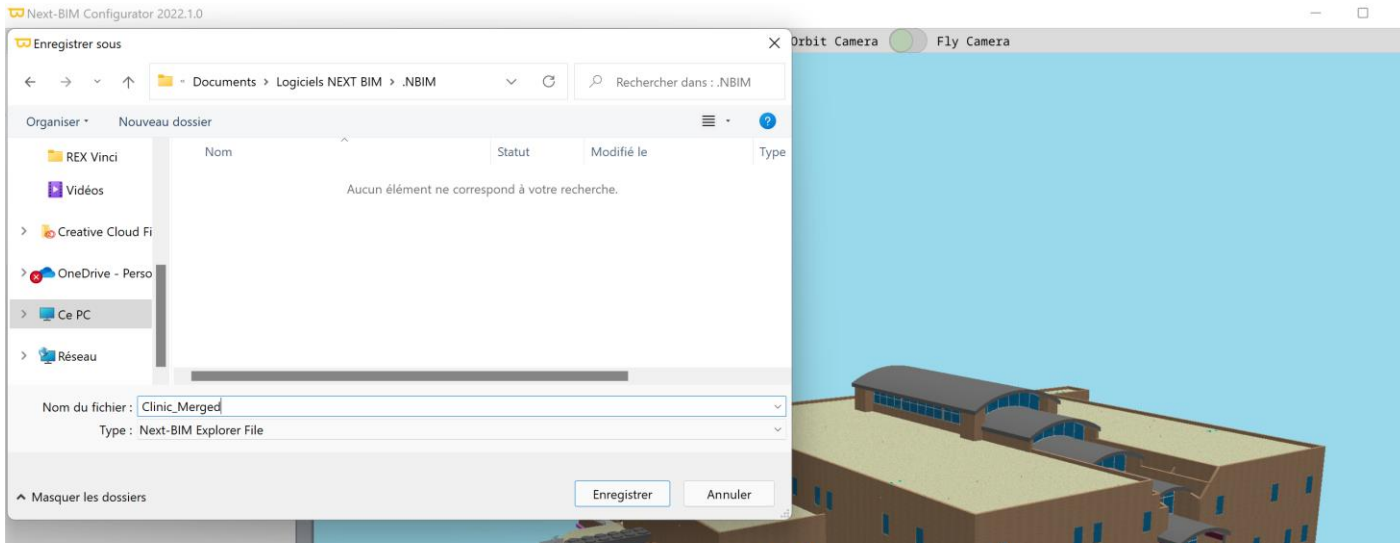 Next-BIM Configurator 2022.1.0
Enregistrer sous
Orbit Camera Fly Camera
Documents > Logiciels NEXT BIM > .NBIM
Rechercher dans : .NBIM
Organiser Nouveau dossier
Nom Statut Modifié le Type
REX Vinci
Vidéos
Aucun élément ne correspond à votre recherche.
Creative Cloud Fi
OneDrive - Perso
Ce PC
Réseau
Nom du fichier : Clinic_Merged
Type : Next-BIM Explorer File
Masquer les dossiers
Enregistrer Annuler